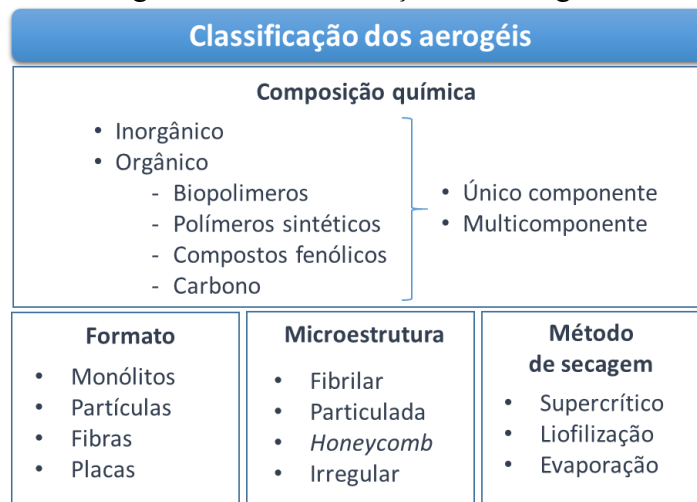 Classificação dos aerogéis
Composição química
• Inorgânico
• Orgânico
- Biopolimeros
- Polímeros sintéticos
- Compostos fenólicos
- Carbono
• Único componente
• Multicomponente
Formato
• Monólitos
• Partículas
• Fibras
• Placas
Microestrutura
• Fibrilar
• Particulada
• Honeycomb
• Irregular
Método
de secagem
• Supercrítico
• Liofilização
• Evaporação